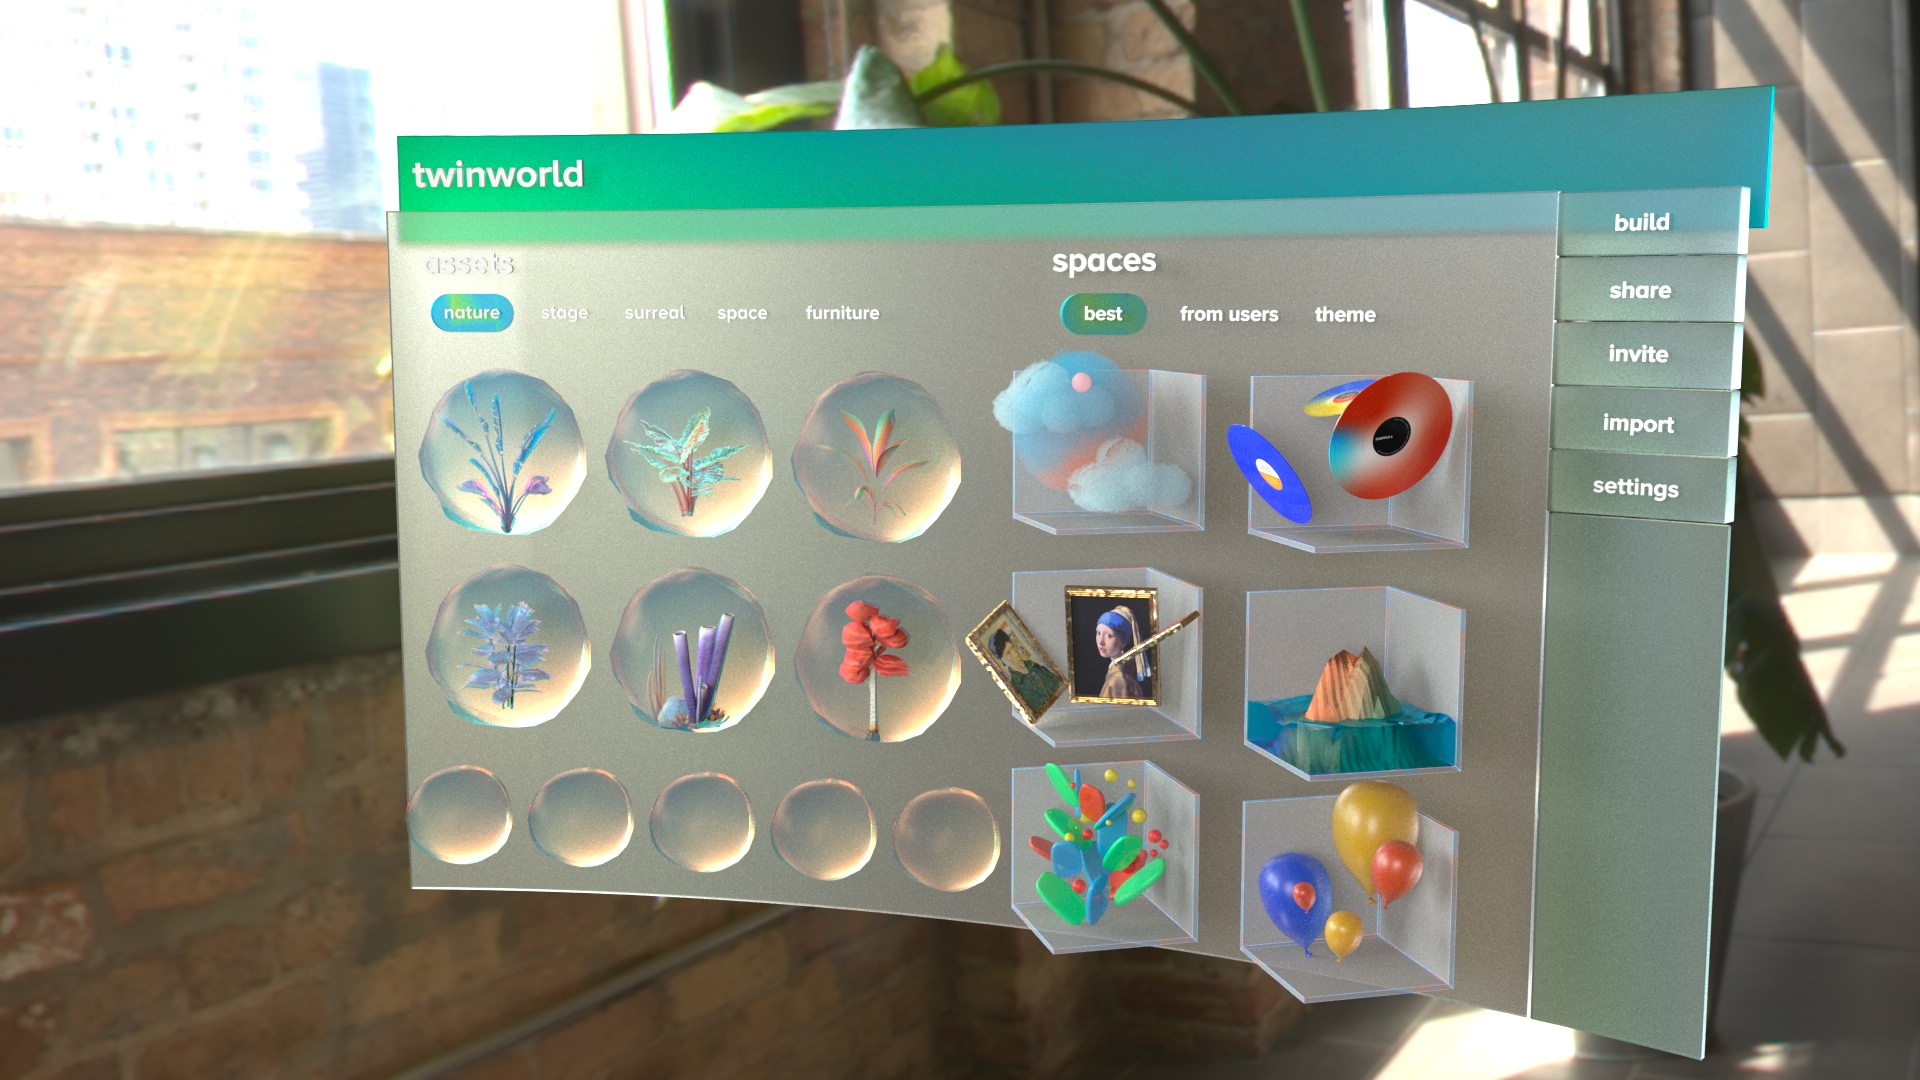 twinworld
assets
nature stage surreal space furniture
spaces
best from users theme
build
share
invite
import
settings